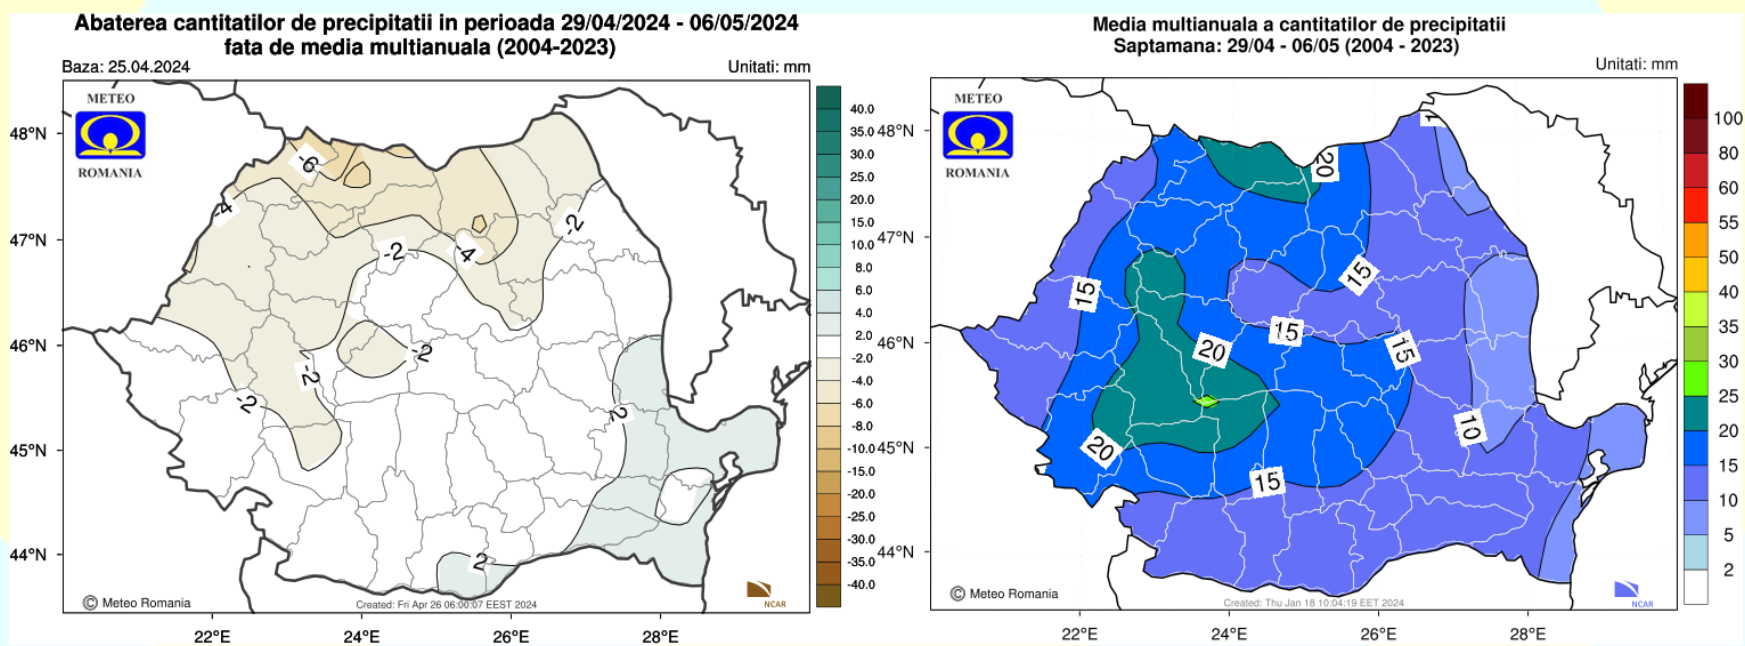 Abaterea cantitatilor de precipitatii in perioada 29/04/2024 - 06/05/2024
fata de media multianuala (2004-2023)
Baza: 25.04.2024
Unitati: mm
METEO
ROMANIA
48°N
47°N
46°N
45°N
44°N
-6
-4
-2
-4
-2
-2
-2
-2
2
2
40.0
35.0
30.0
25.0
20.0
15.0
10.0
8.0
6.0
4.0
2.0
-2.0
-4.0
-6.0
-8.0
-10.0
-15.0
-20.0
-25.0
-30.0
-35.0
-40.0
© Meteo Romania
Created: Fri Apr 26 06:00:07 EEST 2024
NCAR
22°E
24°E
26°E
28°E
Media multianuala a cantitatilor de precipitatii
Saptamana: 29/04 - 06/05 (2004 - 2023)
Unitati: mm
METEO
ROMANIA
48°N
47°N
46°N
45°N
44°N
20
15
15
15
20
15
10
20
15
100
80
60
55
50
40
35
30
25
20
15
10
5
2
© Meteo Romania
Created: Thu Jan 18 10:04:19 EET 2024
NCAR
22°E
24°E
26°E
28°E